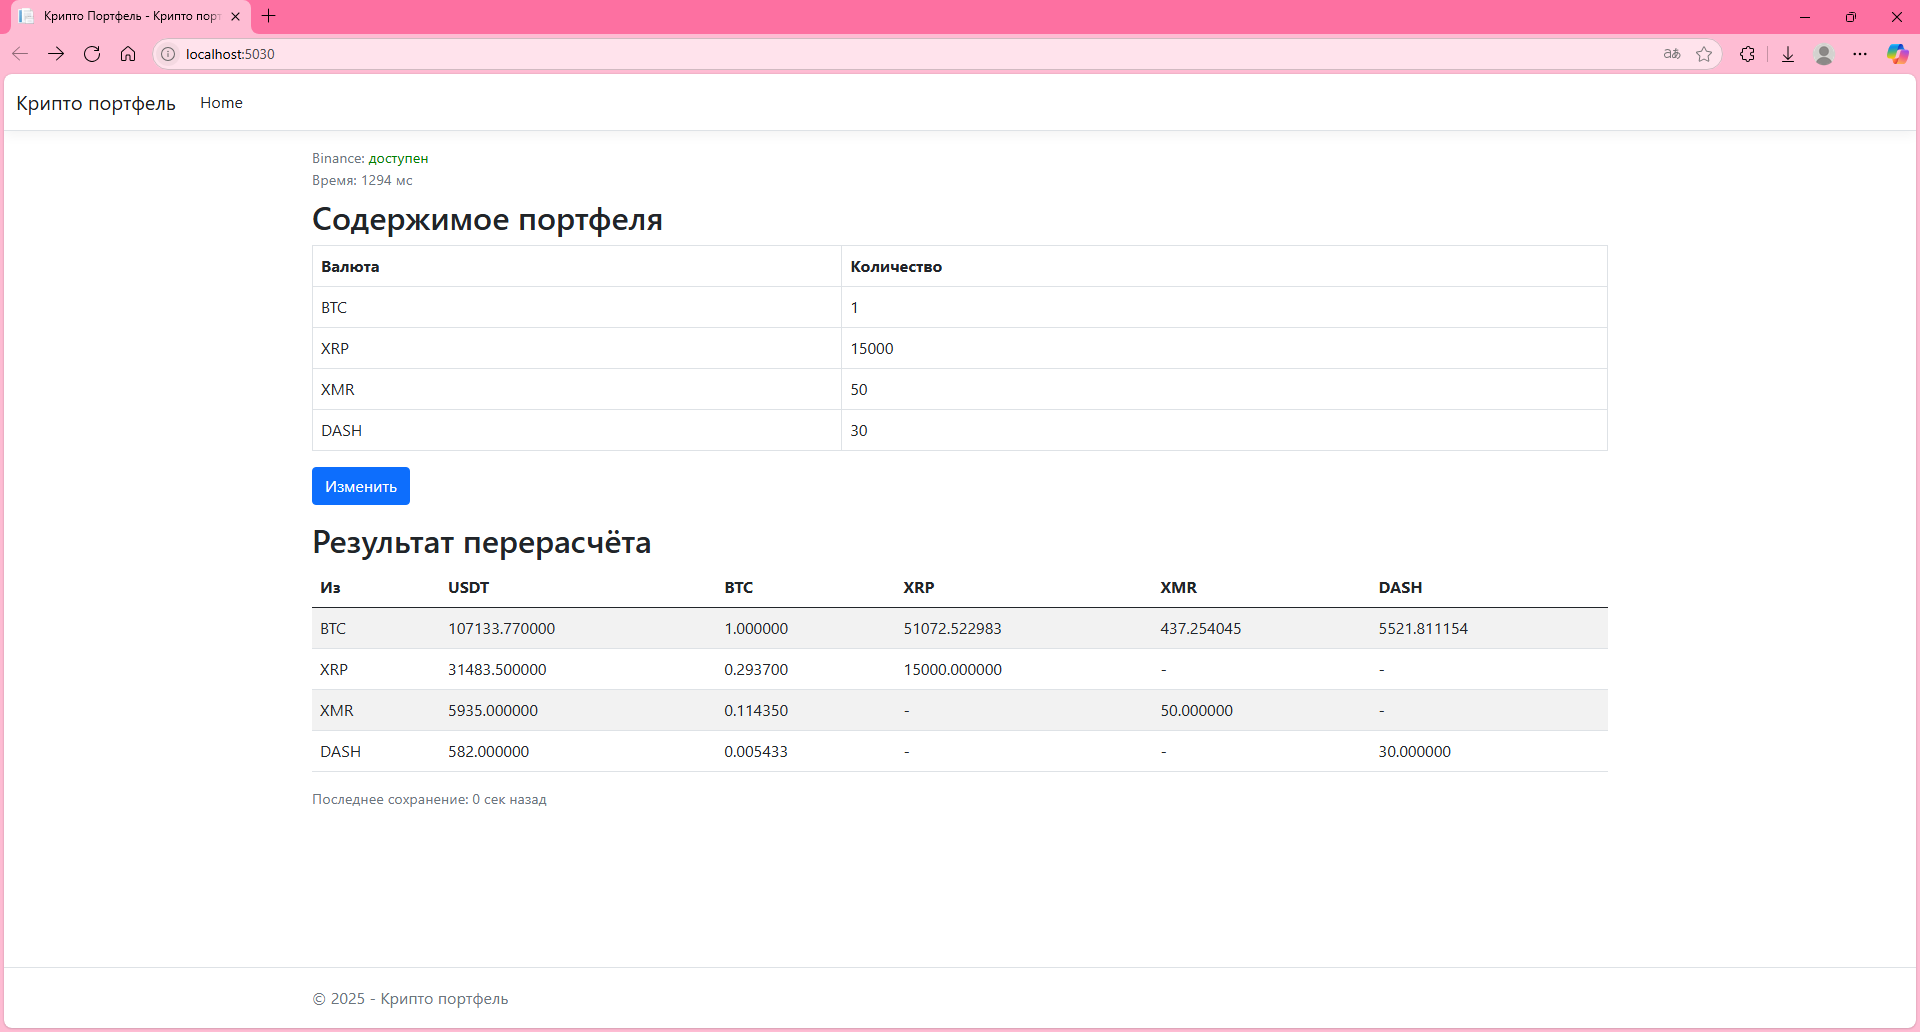 Крипто Портфель - Крипто порт
localhost:5030
Крипто портфель Home
Binance: доступен
Время: 1294 мс
Содержимое портфеля
Валюта Количество
BTC 1
XRP 15000
XMR 50
DASH 30
Изменить
Результат перерасчёта
Из USDT BTC XRP XMR DASH
BTC 107133.770000 1.000000 51072.522983 437.254045 5521.811154
XRP 31483.500000 0.293700 15000.000000 - -
XMR 5935.000000 0.114350 - 50.000000 -
DASH 582.000000 0.005433 - - 30.000000
Последнее сохранение: 0 сек назад
© 2025 - Крипто портфель